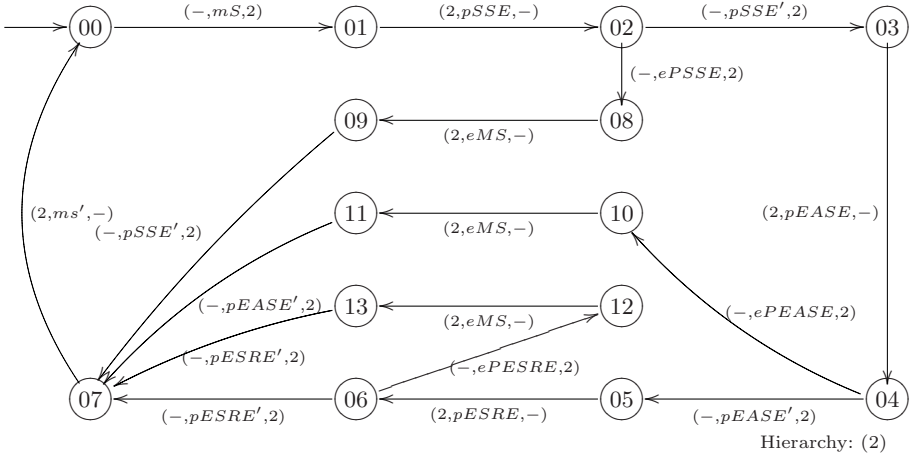 (−,mS,2) (2,pSSE,−) (−,pSSE′,2)
00 01 02 03
(−,ePSSE,2)
09 08
(2,eMS,−)
(2,ms′,−) 11 10 (2,pEASE,−)
(−,pSSE′,2) (2,eMS,−)
(−,pEASE′,2) 13 12 (−,ePEASE,2)
(2,eMS,−)
(−,pESRE′,2) (−,ePESRE,2)
07 06 05 04
(−,pESRE′,2) (2,pESRE,−) (−,pEASE′,2)
Hierarchy: (2)